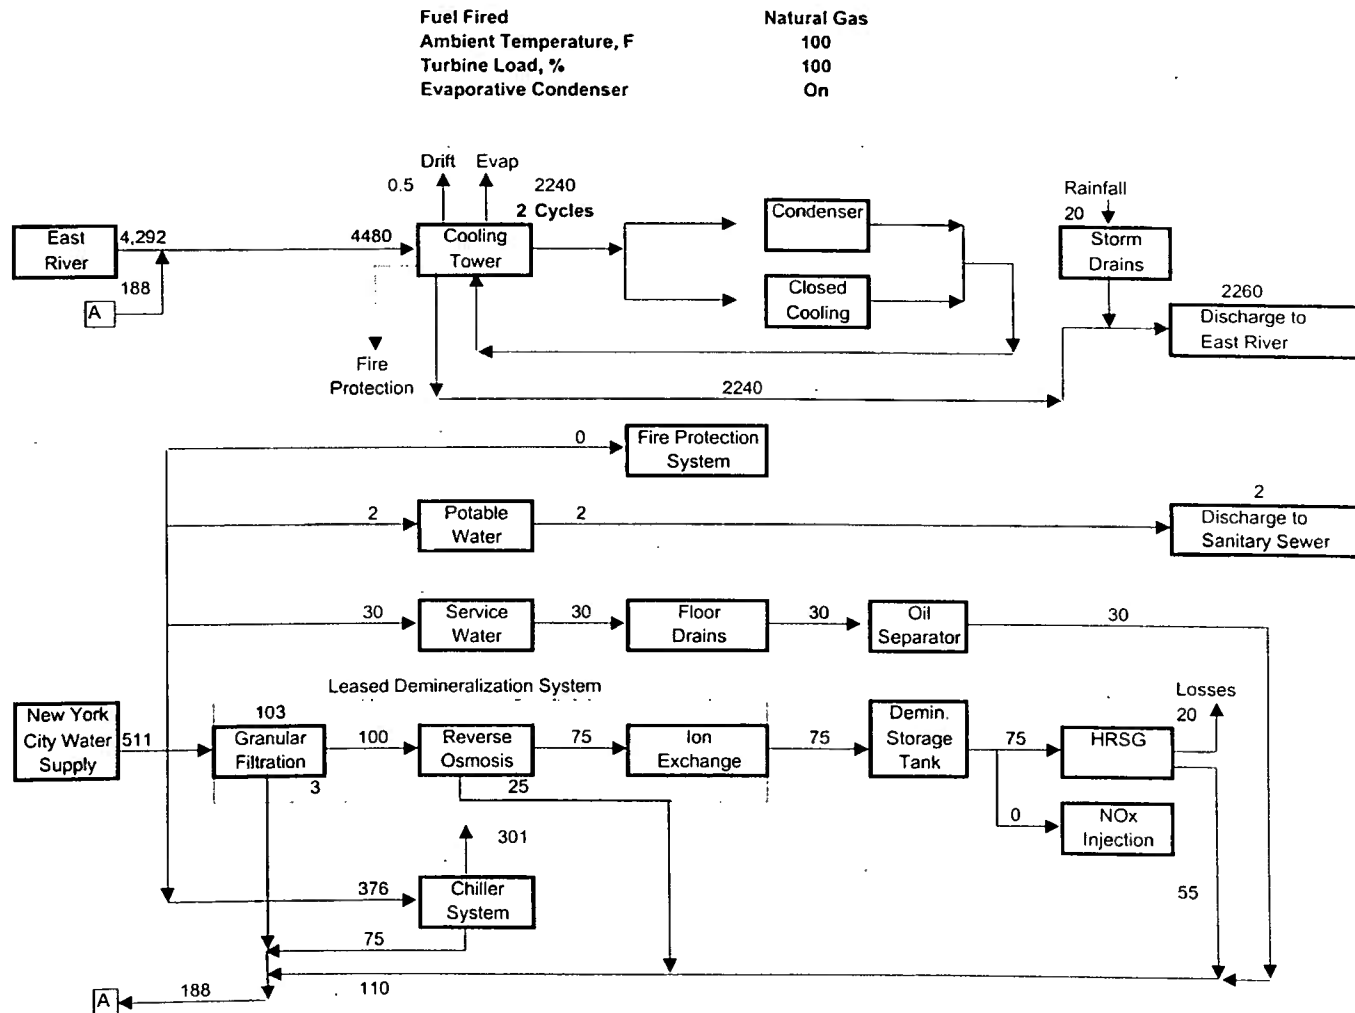 Fuel Fired Natural Gas
Ambient Temperature, F 100
Turbine Load, % 100
Evaporative Condenser On
Drift Evap
0.5 2240
2 Cycles
Rainfall
20
East
River
4,292
4480
Cooling
Tower
Condenser
Storm
Drains
188
A
Closed
Cooling
2260
Discharge to
East River
Fire
Protection
2240
0
Fire Protection
System
2
Potable
Water
2
2
Discharge to
Sanitary Sewer
30
Service
Water
30
Floor
Drains
30
Oil
Separator
30
Leased Demineralization System
New York
City Water
Supply
511
103
Granular
Filtration
3
100
Reverse
Osmosis
25
75
Ion
Exchange
75
Demin.
Storage
Tank
75
HRSG
Losses
20
0
NOx
Injection
301
376
Chiller
System
75
55
110
188
A